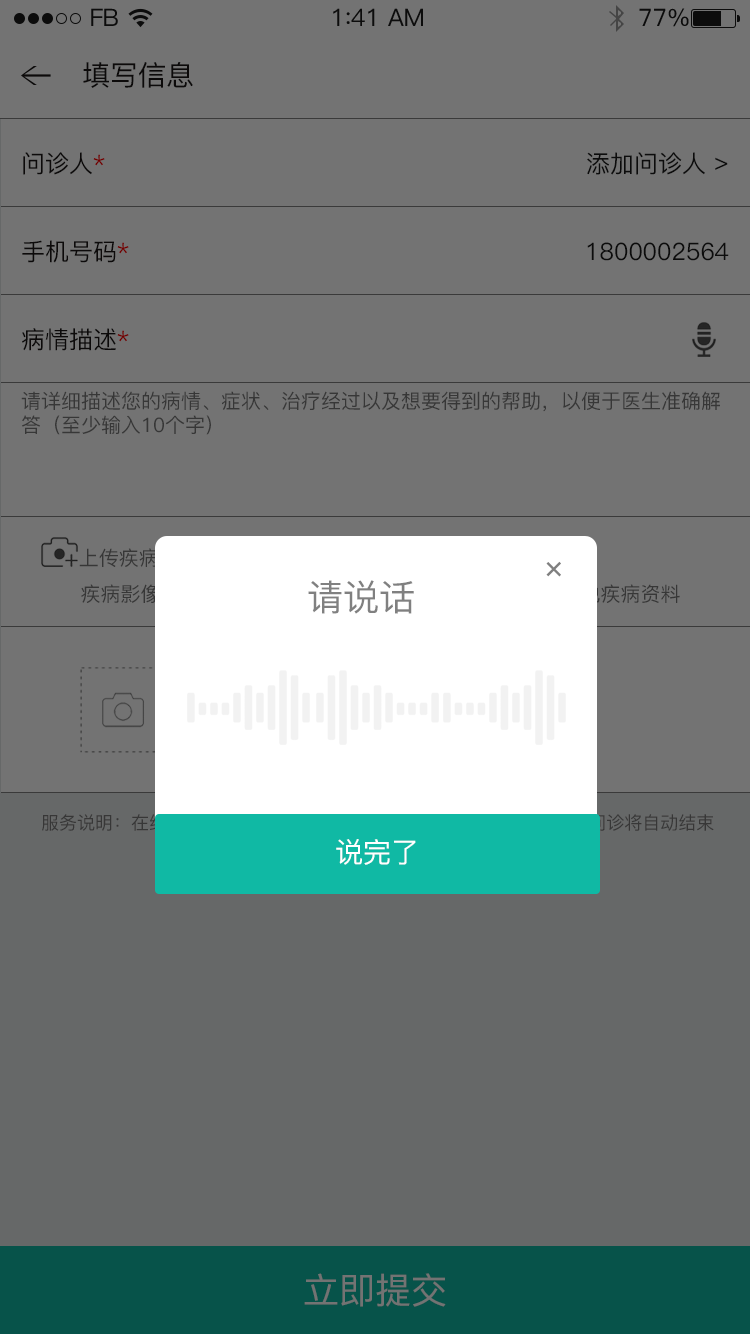 FB 1:41 AM 77%
填写信息
问诊人* 添加问诊人 >
手机号码* 1800002564
病情描述*
请详细描述您的病情、症状、治疗经过以及想要得到的帮助，以便于医生准确解
答（至少输入10个字）
上传疾病
疾病影像 疾病资料
请说话
服务说明：在 问诊将自动结束
说完了
立即提交